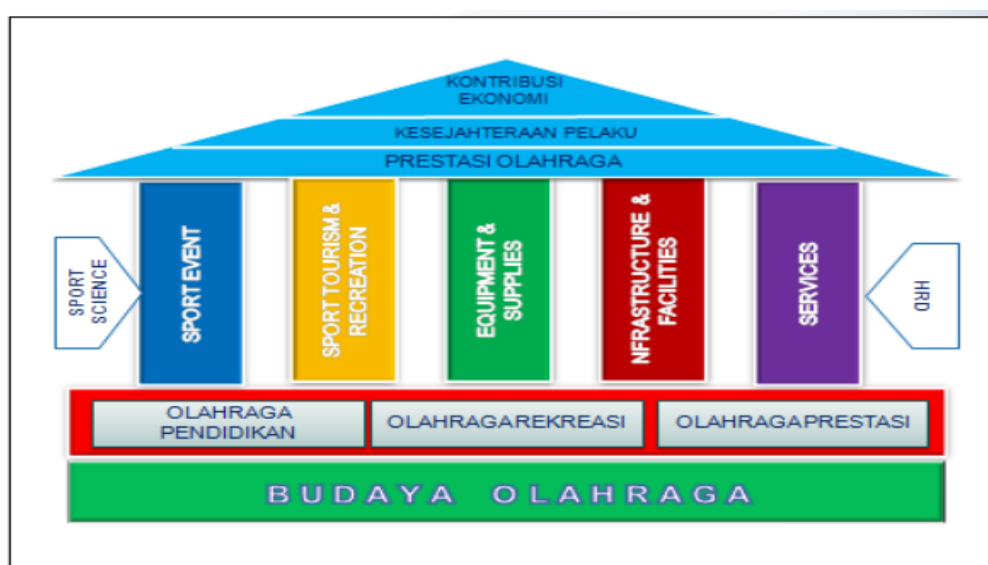 KONTRIBUSI
EKONOMI
KESEJAHTERAAN PELAKU
PRESTASI OLAHRAGA
SPORT
SCIENCE
SPORT EVENT
SPORT TOURISM &
RECREATION
EQUIPMENT &
SUPPLIES
NFRASTRUCTURE &
FACILITIES
SERVICES
HRD
OLAHRAGA
PENDIDIKAN
OLAHRAGAREKREASI
OLAHRAGAPRESTASI
BUDAYA OLAHRAGA